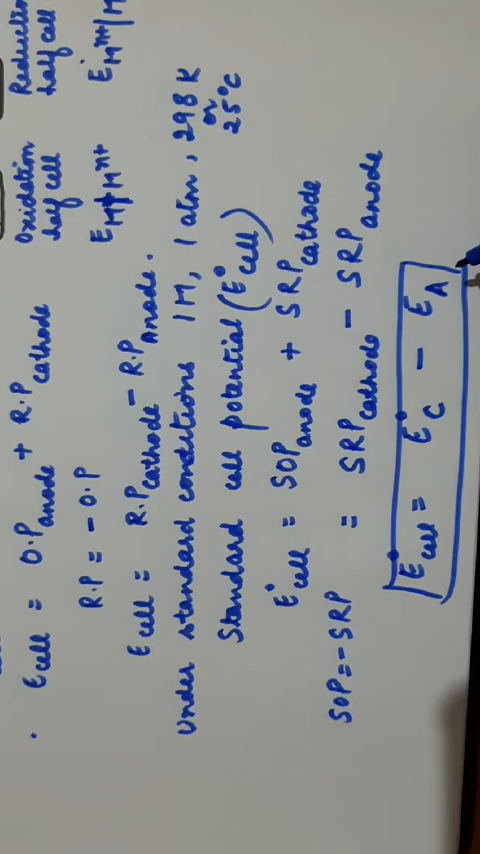 Oxidation half cell
Reduction half cell
E M/M^n+
E° M^n+/M
. Ecell = O.P anode + R.P cathode
R.P = - O.P
Ecell = R.P cathode - R.P Anode.
Under standard conditions 1M, 1 atm, 298 K or 25°C
Standard cell potential (E°cell)
E°cell = SOP anode + SRP cathode
SOP = -SRP = SRP cathode - SRP anode
E°cell = E°C - EA